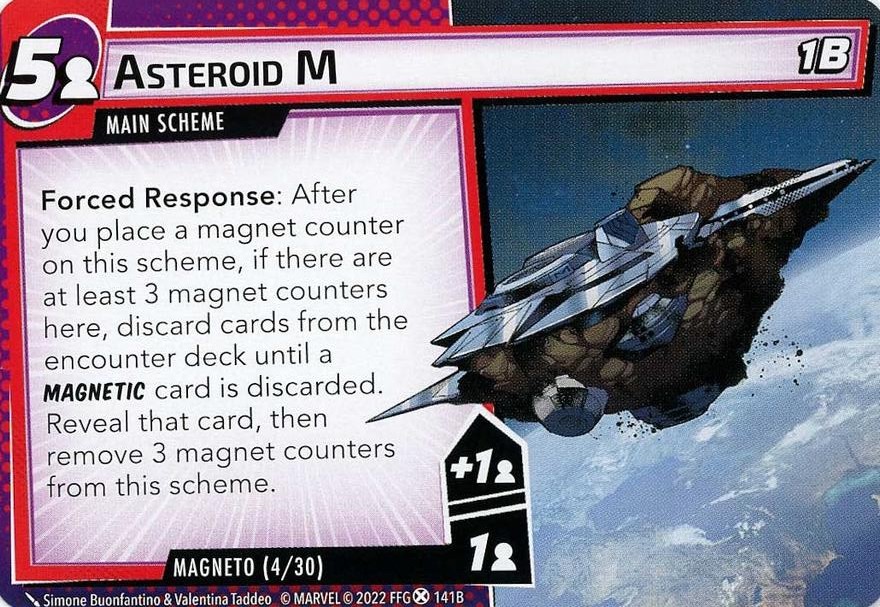 5 ASTEROID M 1B
MAIN SCHEME
Forced Response: After
you place a magnet counter
on this scheme, if there are
at least 3 magnet counters
here, discard cards from the
encounter deck until a
MAGNETIC card is discarded.
Reveal that card, then
remove 3 magnet counters
from this scheme.
+1
1
MAGNETO (4/30)
Simone Buonfantino & Valentina Taddeo © MARVEL © 2022 FFG 141B